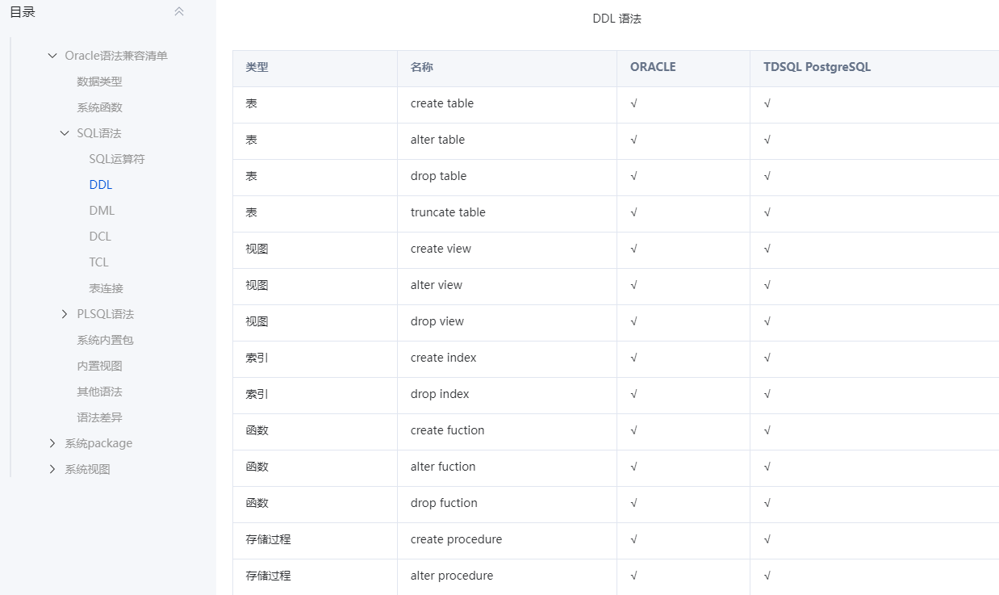 目录
Oracle语法兼容清单
数据类型
系统函数
SQL语法
SQL运算符
DDL
DML
DCL
TCL
表连接
PLSQL语法
系统内置包
内置视图
其他语法
语法差异
系统package
系统视图
DDL 语法
类型 名称 ORACLE TDSQL PostgreSQL
表 create table √ √
表 alter table √ √
表 drop table √ √
表 truncate table √ √
视图 create view √ √
视图 alter view √ √
视图 drop view √ √
索引 create index √ √
索引 drop index √ √
函数 create fuction √ √
函数 alter fuction √ √
函数 drop fuction √ √
存储过程 create procedure √ √
存储过程 alter procedure √ √